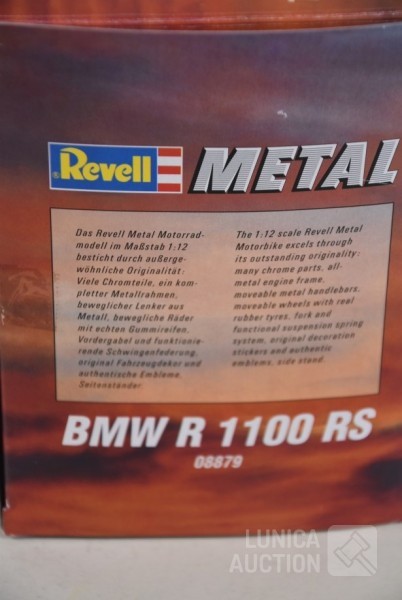 Revell METAL
Das Revell Metal Motorrad-
modell im Maßstab 1:12
besticht durch außerge-
wöhnliche Originalität:
Viele Chromteile, ein kom-
pletter Metallrahmen,
beweglicher Lenker aus
Metall, bewegliche Räder
mit echten Gummireifen,
Vordergabel und funktionie-
rende Schwingenfederung,
original Fahrzeugdekor und
authentische Embleme,
Seitenständer.
The 1:12 scale Revell Metal
Motorbike excels through
its outstanding originality:
many chrome parts, all-
metal engine frame,
moveable metal handlebars,
moveable wheels with real
rubber tyres, fork and
functional suspension spring
system, original decoration
stickers and authentic
emblems, side stand.
BMW R 1100 RS
08879
LUNICA
AUCTION